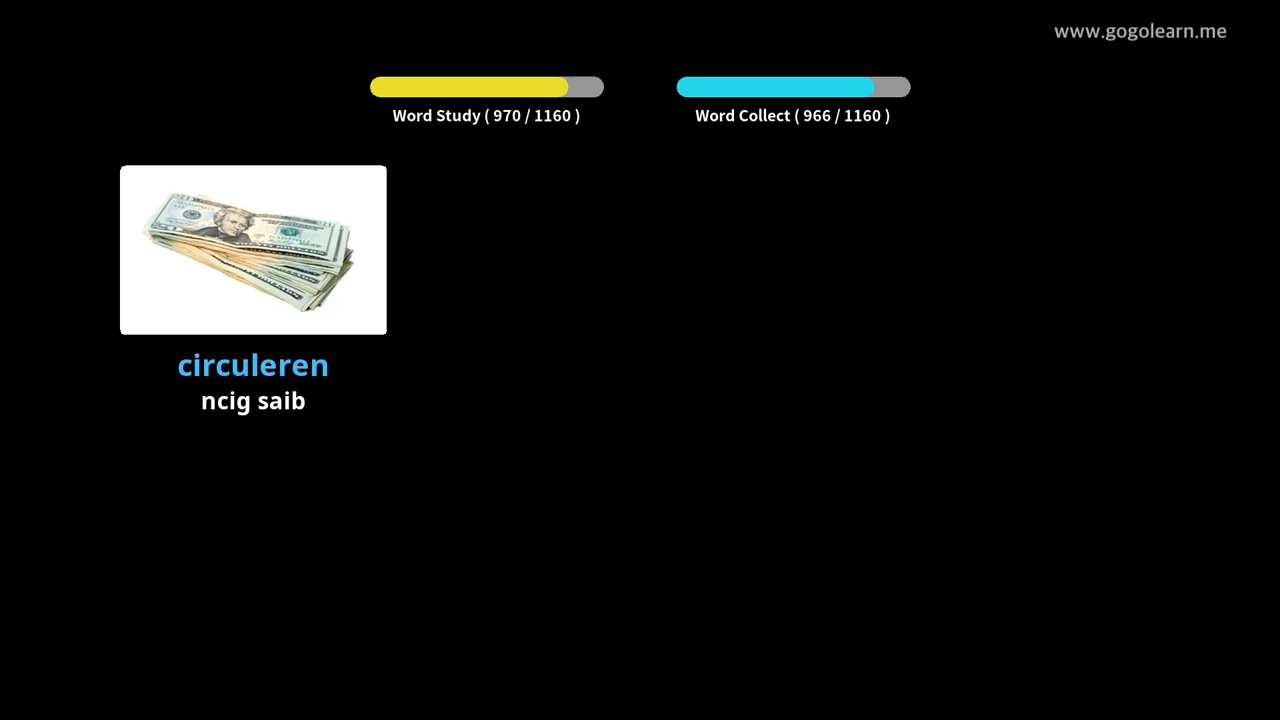 www.gogolearn.me
Word Study ( 970 / 1160 )
Word Collect ( 966 / 1160 )
circuleren
ncig saib